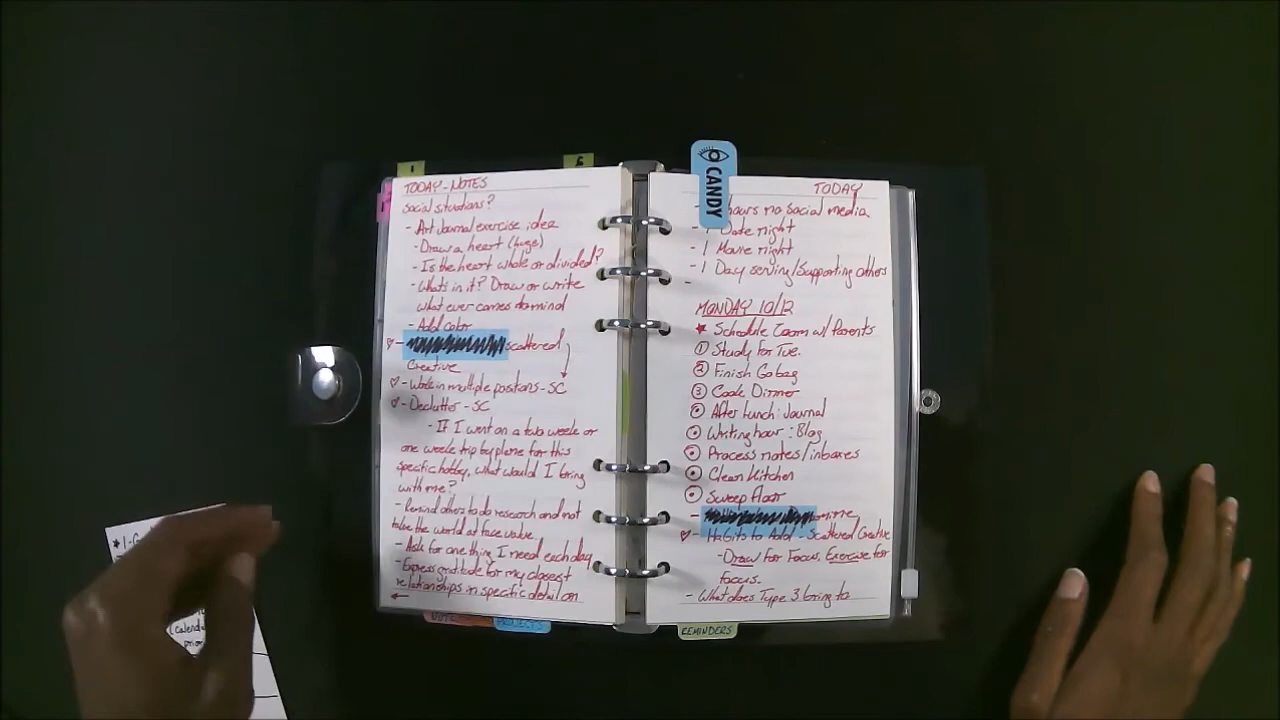 TODAY-NOTES
social situations?
- Art Journal exercise idea
- Draw a heart (huge)
- Is the heart whole or divided?
- What's in it? Draw or write
what ever comes to mind
- Add color
scattered
Creative
- Work in multiple positions - SC
- Declutter - SC
- If I went on a two week or
one week trip by plane for this
specific hobby, what would I bring
with me?
- Remind others to do research and not
take the world at face value
- Ask for one thing I need each day
- Express gratitude for my closest
relationships in specific detail on
CANDY
TODAY
hours no social media
- 1 Date night
- 1 Movie night
- 1 Day serving/Supporting others
-
MONDAY 10/12
★ Schedule Zoom w/ Parents
① Study for Tue.
② Finish Gobag
③ Cook Dinner
After Lunch: Journal
Writing hour: Blog
Process notes/inboxes
Clean Kitchen
Sweep Floor
- Habits to Add - Scattered Creative
- Draw for Focus. Exercise for
focus.
- What does Type 3 bring to
PROJECTS
REMINDERS